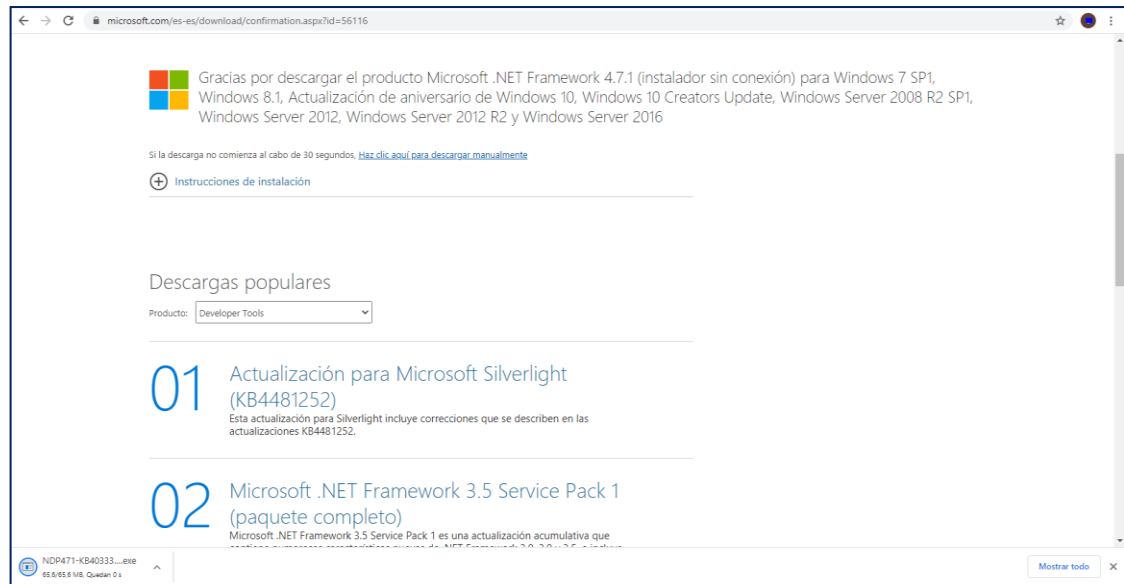 microsoft.com/es-es/download/confirmation.aspx?id=56116
Gracias por descargar el producto Microsoft .NET Framework 4.7.1 (instalador sin conexión) para Windows 7 SP1,
Windows 8.1, Actualización de aniversario de Windows 10, Windows 10 Creators Update, Windows Server 2008 R2 SP1,
Windows Server 2012, Windows Server 2012 R2 y Windows Server 2016
Si la descarga no comienza al cabo de 30 segundos, Haz clic aquí para descargar manualmente
Instrucciones de instalación
Descargas populares
Producto: Developer Tools
01 Actualización para Microsoft Silverlight
(KB4481252)
Esta actualización para Silverlight incluye correcciones que se describen en las
actualizaciones KB4481252.
02 Microsoft .NET Framework 3.5 Service Pack 1
(paquete completo)
Microsoft .NET Framework 3.5 Service Pack 1 es una actualización acumulativa que
NDP471-KB40333....exe
65,6/65,6 MB, Quedan 0 s
Mostrar todo